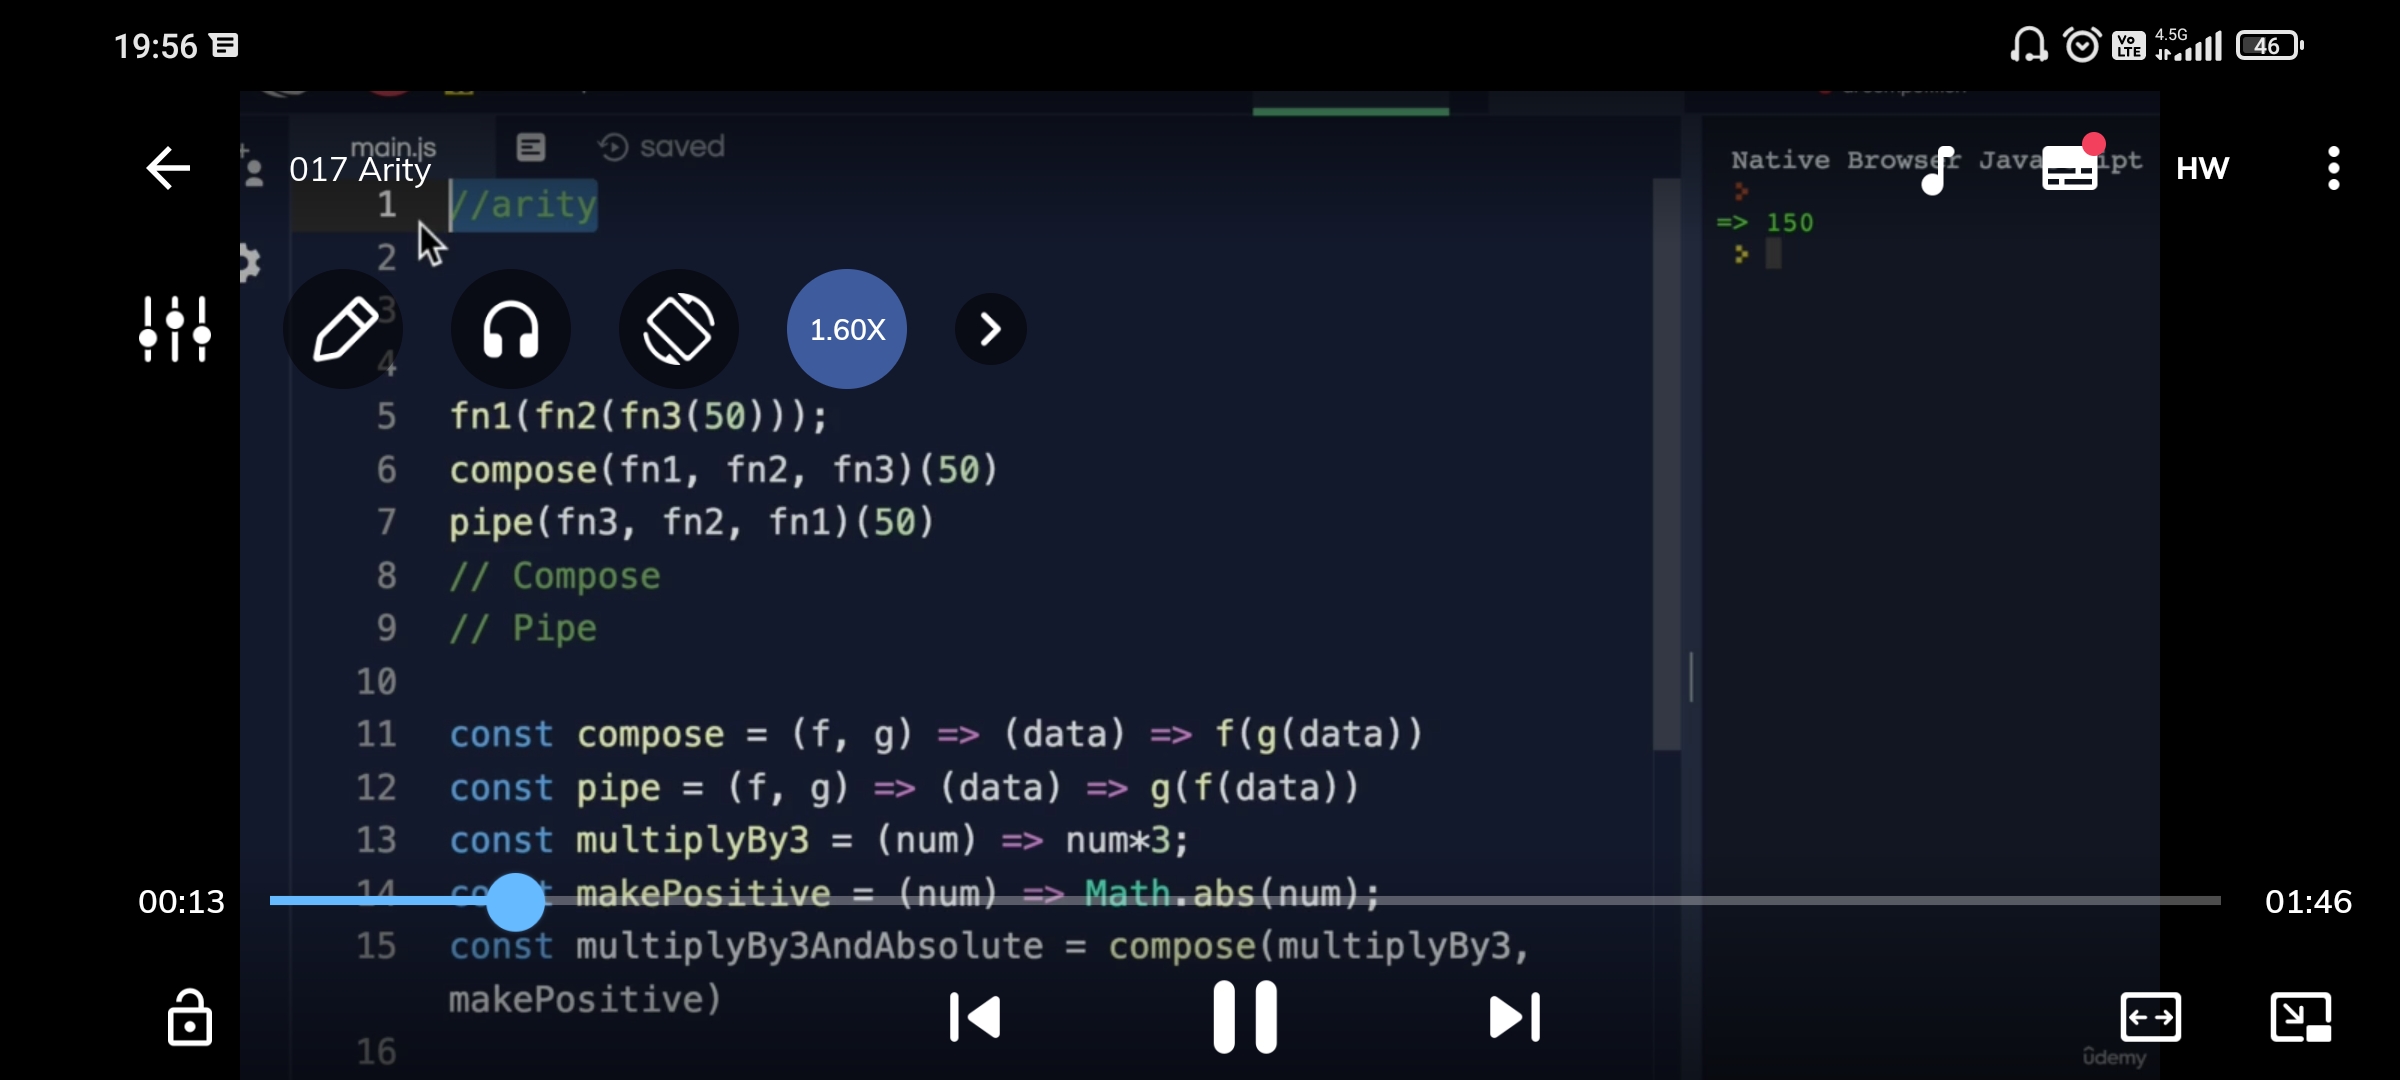 19:56
VoLTE 4.5G 46
main.js saved
017 Arity
HW
1 //arity
2
3
4
1.60X
5 fn1(fn2(fn3(50)));
6 compose(fn1, fn2, fn3)(50)
7 pipe(fn3, fn2, fn1)(50)
8 // Compose
9 // Pipe
10
11 const compose = (f, g) => (data) => f(g(data))
12 const pipe = (f, g) => (data) => g(f(data))
13 const multiplyBy3 = (num) => num*3;
14 const makePositive = (num) => Math.abs(num);
15 const multiplyBy3AndAbsolute = compose(multiplyBy3,
makePositive)
16
Native Browser JavaScript
=> 150
00:13 01:46
ûdemy